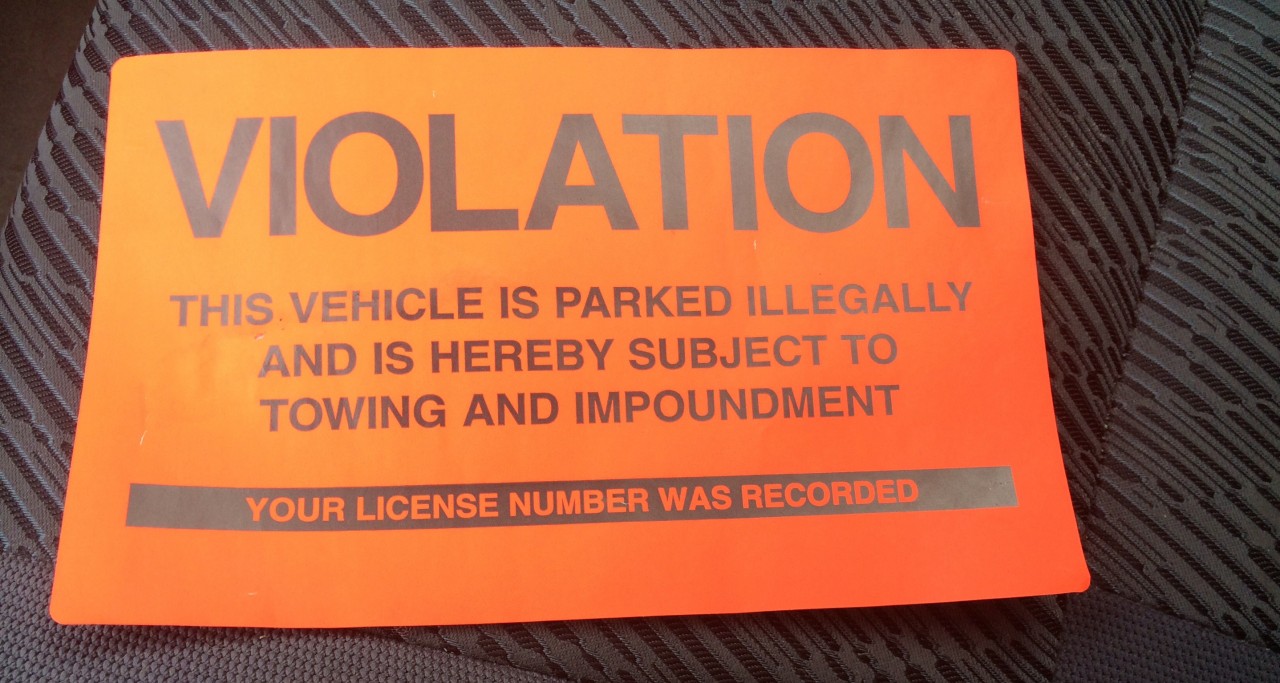 VIOLATION
THIS VEHICLE IS PARKED ILLEGALLY
AND IS HEREBY SUBJECT TO
TOWING AND IMPOUNDMENT
YOUR LICENSE NUMBER WAS RECORDED